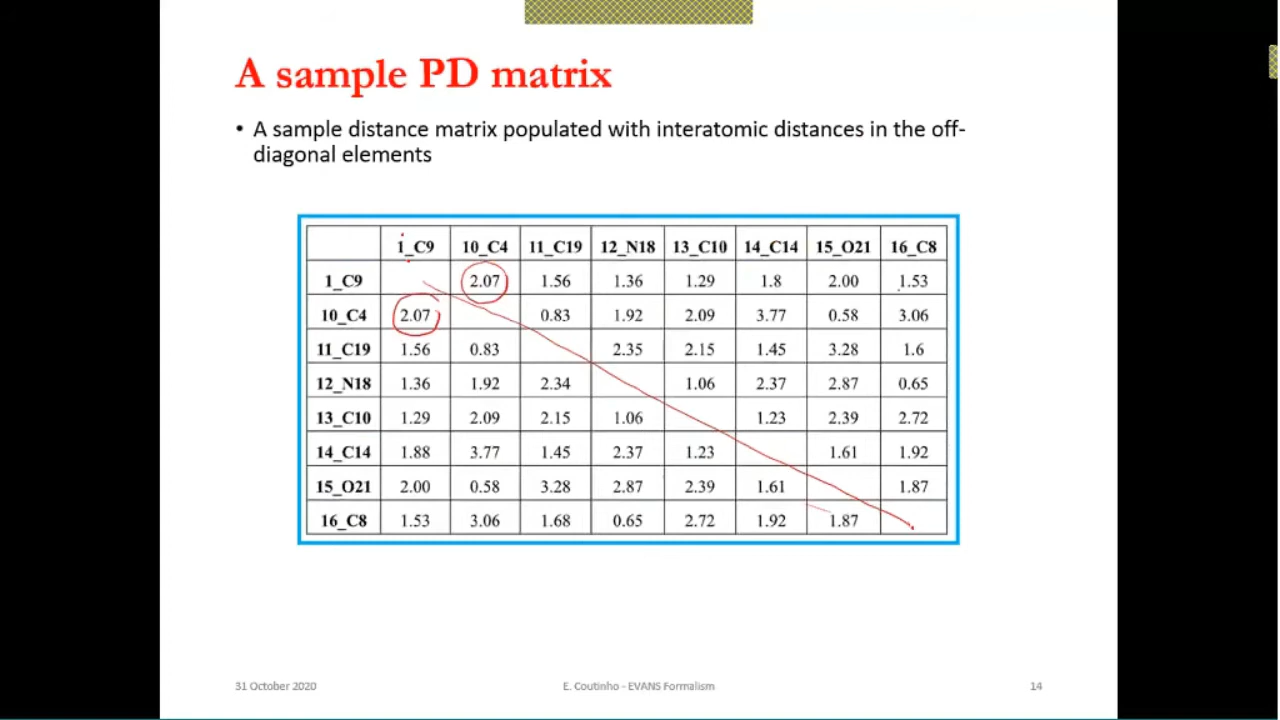 A sample PD matrix
• A sample distance matrix populated with interatomic distances in the off-
diagonal elements
1_C9 10_C4 11_C19 12_N18 13_C10 14_C14 15_O21 16_C8
1_C9 2.07 1.56 1.36 1.29 1.8 2.00 1.53
10_C4 2.07 0.83 1.92 2.09 3.77 0.58 3.06
11_C19 1.56 0.83 2.35 2.15 1.45 3.28 1.6
12_N18 1.36 1.92 2.34 1.06 2.37 2.87 0.65
13_C10 1.29 2.09 2.15 1.06 1.23 2.39 2.72
14_C14 1.88 3.77 1.45 2.37 1.23 1.61 1.92
15_O21 2.00 0.58 3.28 2.87 2.39 1.61 1.87
16_C8 1.53 3.06 1.68 0.65 2.72 1.92 1.87
31 October 2020 E. Coutinho - EVANS Formalism 14